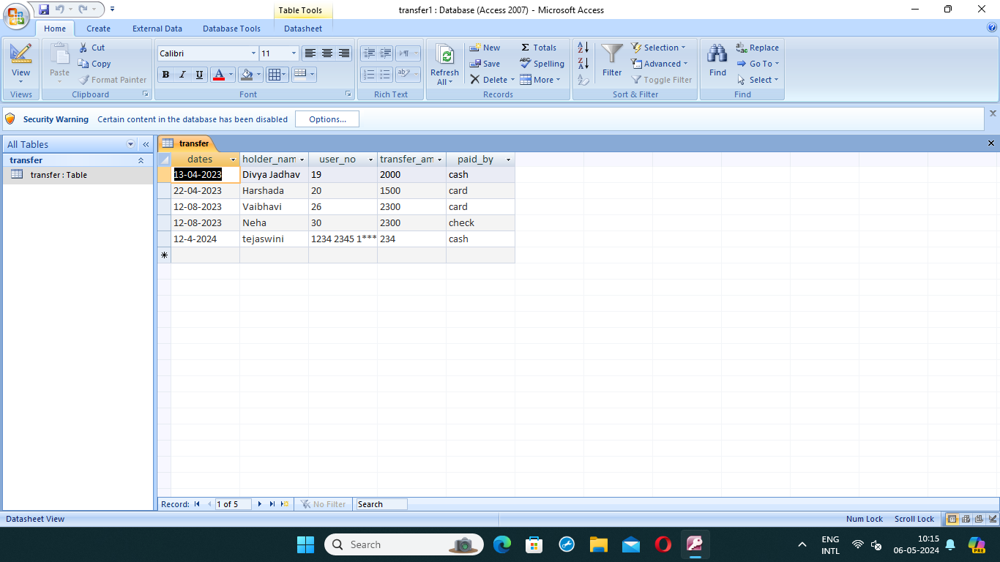 Table Tools
transfer1 : Database (Access 2007) - Microsoft Access
Home Create External Data Database Tools Datasheet
View
Views
Paste
Cut
Copy
Format Painter
Clipboard
Calibri 11
B I U A
Font
Rich Text
Refresh All
New
Save
Delete
Totals
Spelling
More
Records
Filter
Selection
Advanced
Toggle Filter
Sort & Filter
Find
Replace
Go To
Select
Find
Security Warning Certain content in the database has been disabled Options...
All Tables
transfer
transfer : Table
transfer
dates holder_nam user_no transfer_am paid_by
13-04-2023 Divya Jadhav 19 2000 cash
22-04-2023 Harshada 20 1500 card
12-08-2023 Vaibhavi 26 2300 card
12-08-2023 Neha 30 2300 check
12-4-2024 tejaswini 1234 2345 1*** 234 cash
Record: 1 of 5 No Filter Search
Datasheet View Num Lock Scroll Lock
Search
ENG
INTL
10:15
06-05-2024
PRE